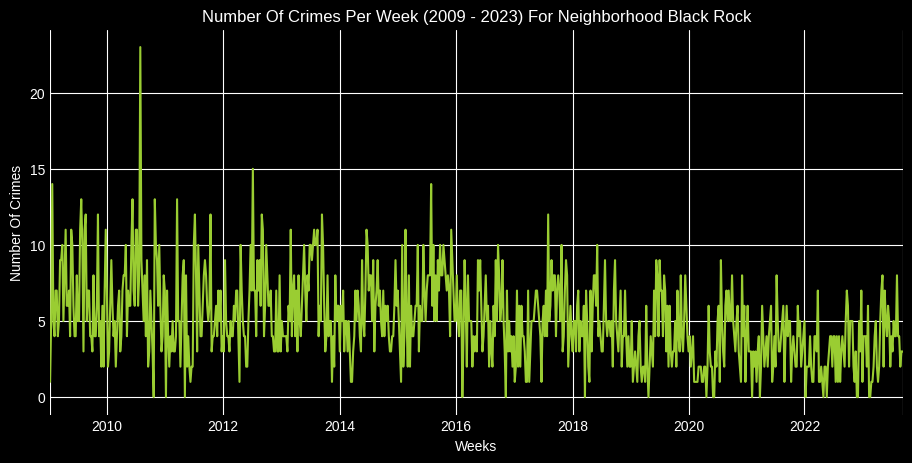 Number Of Crimes Per Week (2009 - 2023) For Neighborhood Black Rock
Number Of Crimes
20
15
10
5
0
2010 2012 2014 2016 2018 2020 2022
Weeks